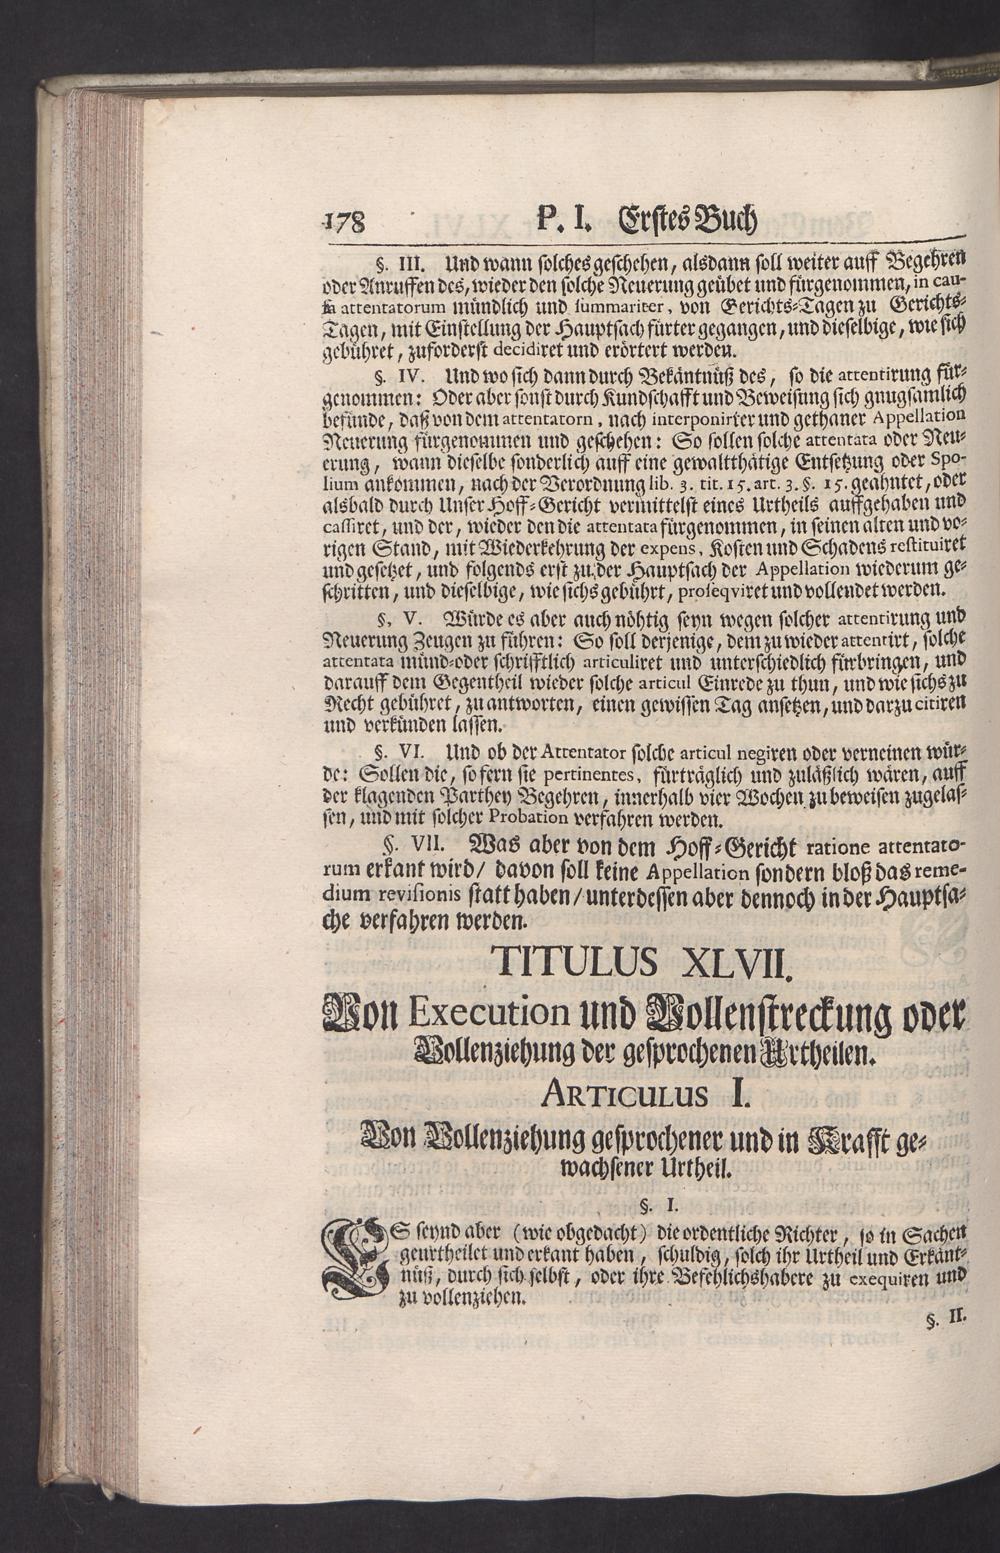 178 P. I. Erstes Buch
§. III. Und wann solches geschehen, alsdann soll weiter auff Begehren
oder Anruffen des, wieder den solche Neuerung geübet und fürgenommen, in cau-
sa attentatorum mündlich und summariter, von Gerichts-Tagen zu Gerichts-
Tagen, mit Einstellung der Hauptsach fürter gegangen, und dieselbige, wie sich
gebühret, zuforderst decidiret und erörtert werden.
§. IV. Und wo sich dann durch Bekäntnüß des, so die attentirung für-
genommen: Oder aber sonst durch Kundschafft und Beweisung sich gnugsamlich
befünde, daß von dem attentatorn, nach interponirter und gethaner Appellation
Neuerung fürgenommen und geschehen: So sollen solche attentata oder Neu-
erung, wann dieselbe sonderlich auff eine gewaltthätige Entsetzung oder Spo-
lium ankommen, nach der Verordnung lib. 3. tit. 15. art. 3. §. 15. geahntet, oder
alsbald durch Unser Hoff-Gericht vermittelst eines Urtheils auffgehaben und
cassiret, und der, wieder den die attentata fürgenommen, in seinen alten und vo-
rigen Stand, mit Wiederkehrung der expens, Kosten und Schadens restituiret
und gesetzet, und folgends erst zu der Hauptsach der Appellation wiederum ge-
schritten, und dieselbige, wie sichs gebührt, proseqviret und vollendet werden.
§. V. Würde es aber auch nöhtig seyn wegen solcher attentirung und
Neuerung Zeugen zu führen: So soll derjenige, dem zu wieder attentirt, solche
attentata münd-oder schrifftlich articuliret und unterschiedlich fürbringen, und
darauff dem Gegentheil wieder solche articul Einrede zu thun, und wie sichs zu
Recht gebühret, zu antworten, einen gewissen Tag ansetzen, und darzu citiren
und verkünden lassen.
§. VI. Und ob der Attentator solche articul negiren oder verneinen wür-
de: Sollen die, so fern sie pertinentes, fürträglich und zuläßlich wären, auff
der klagenden Parthey Begehren, innerhalb vier Wochen zu beweisen zugelas-
sen, und mit solcher Probation verfahren werden.
§. VII. Was aber von dem Hoff-Gericht ratione attentato-
rum erkant wird/ davon soll keine Appellation sondern bloß das reme-
dium revisionis statt haben/ unterdessen aber dennoch in der Hauptsa-
che verfahren werden.
TITULUS XLVII.
Von Execution und Vollenstreckung oder
Vollenziehung der gesprochenen Urtheilen.
ARTICULUS I.
Von Vollenziehung gesprochener und in Krafft ge-
wachsener Urtheil.
§. I.
ES seynd aber (wie obgedacht) die ordentliche Richter, so in Sachen
geurtheilet und erkant haben, schuldig, solch ihr Urtheil und Erkänt-
nüß, durch sich selbst, oder ihre Befehlichshabere zu exequiren und
zu vollenziehen.
§. II.